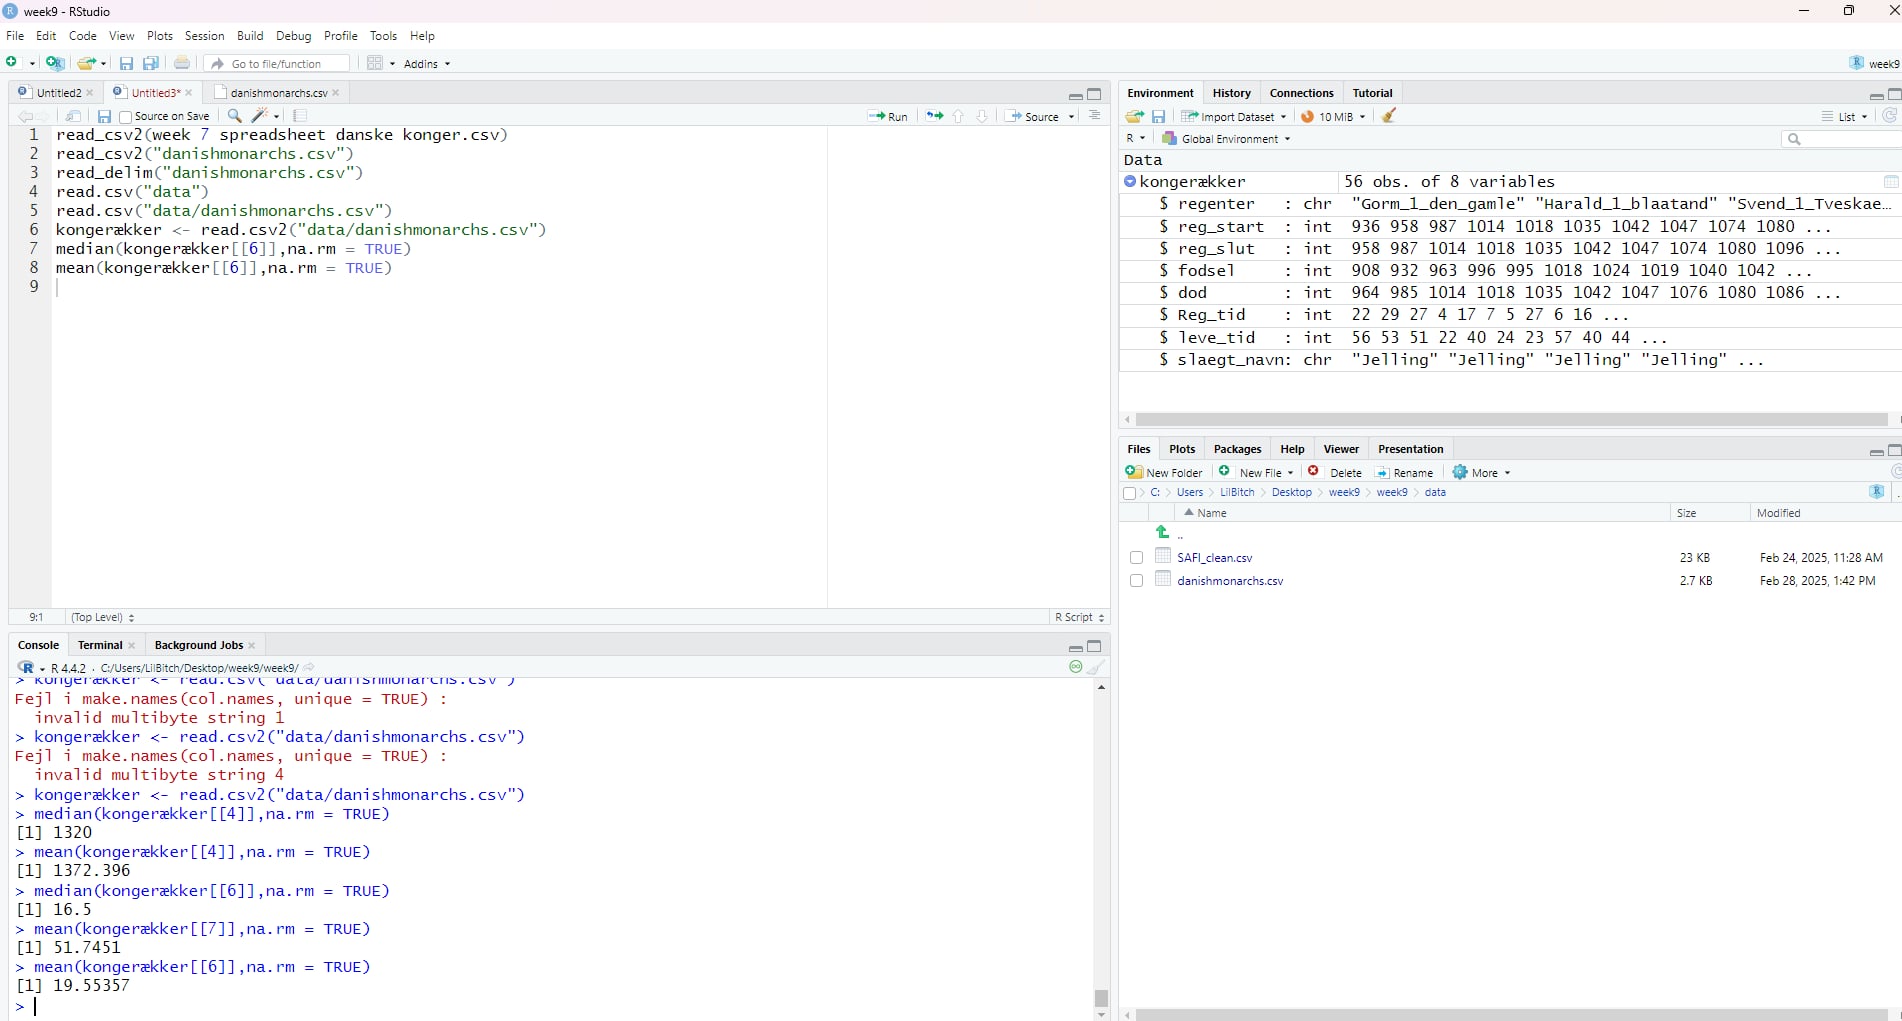 week9 - RStudio
File Edit Code View Plots Session Build Debug Profile Tools Help
Go to file/function Addins week9
Untitled2 Untitled3* danishmonarchs.csv
Source on Save Run Source
1 read_csv2(week 7 spreadsheet danske konger.csv)
2 read_csv2("danishmonarchs.csv")
3 read_delim("danishmonarchs.csv")
4 read.csv("data")
5 read.csv("data/danishmonarchs.csv")
6 kongerækker <- read.csv2("data/danishmonarchs.csv")
7 median(kongerækker[[6]],na.rm = TRUE)
8 mean(kongerækker[[6]],na.rm = TRUE)
9
9:1 (Top Level) R Script
Console Terminal Background Jobs
R 4.4.2 · C:/Users/LilBitch/Desktop/week9/week9/
> kongerækker <- read.csv("data/danishmonarchs.csv")
Fejl i make.names(col.names, unique = TRUE) :
invalid multibyte string 1
> kongerækker <- read.csv2("data/danishmonarchs.csv")
Fejl i make.names(col.names, unique = TRUE) :
invalid multibyte string 4
> kongerækker <- read.csv2("data/danishmonarchs.csv")
> median(kongerækker[[4]],na.rm = TRUE)
[1] 1320
> mean(kongerækker[[4]],na.rm = TRUE)
[1] 1372.396
> median(kongerækker[[6]],na.rm = TRUE)
[1] 16.5
> mean(kongerækker[[7]],na.rm = TRUE)
[1] 51.7451
> mean(kongerækker[[6]],na.rm = TRUE)
[1] 19.55357
>
Environment History Connections Tutorial
Import Dataset 10 MiB List
R Global Environment
Data
kongerækker 56 obs. of 8 variables
$ regenter : chr "Gorm_1_den_gamle" "Harald_1_blaatand" "Svend_1_Tveskae…
$ reg_start : int 936 958 987 1014 1018 1035 1042 1047 1074 1080 ...
$ reg_slut : int 958 987 1014 1018 1035 1042 1047 1074 1080 1096 ...
$ fodsel : int 908 932 963 996 995 1018 1024 1019 1040 1042 ...
$ dod : int 964 985 1014 1018 1035 1042 1047 1076 1080 1086 ...
$ Reg_tid : int 22 29 27 4 17 7 5 27 6 16 ...
$ leve_tid : int 56 53 51 22 40 24 23 57 40 44 ...
$ slaegt_navn: chr "Jelling" "Jelling" "Jelling" "Jelling" ...
Files Plots Packages Help Viewer Presentation
New Folder New File Delete Rename More
C: Users LilBitch Desktop week9 week9 data
Name Size Modified
..
SAFI_clean.csv 23 KB Feb 24, 2025, 11:28 AM
danishmonarchs.csv 2.7 KB Feb 28, 2025, 1:42 PM